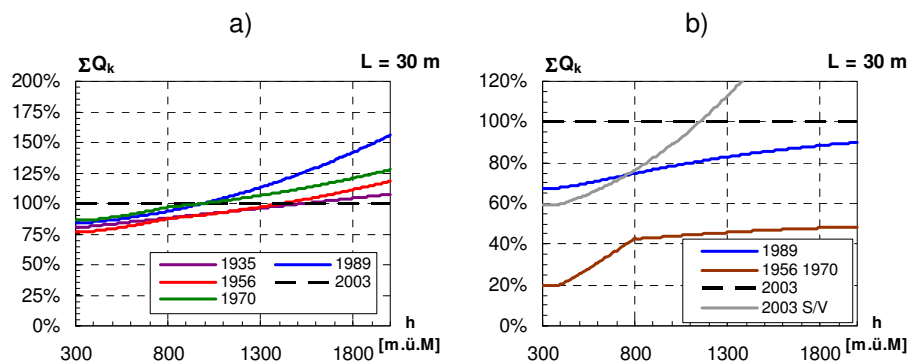 a)
ΣQk
L = 30 m
200%
175%
150%
125%
100%
75%
50%
25%
0%
1935
1989
1956
2003
1970
300 800 1300 1800
h
[m.ü.M]
b)
ΣQk
L = 30 m
120%
100%
80%
60%
40%
20%
0%
1989
1956 1970
2003
2003 S/V
300 800 1300 1800
h
[m.ü.M]